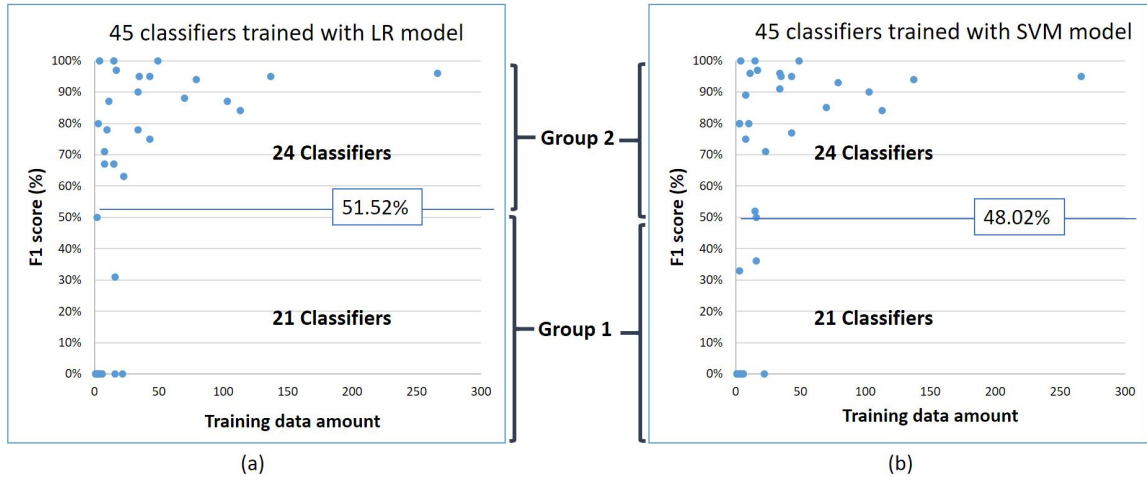 45 classifiers trained with LR model
100%
90%
80%
70%
60%
50%
40%
30%
20%
10%
0%
F1 score (%)
24 Classifiers
51.52%
21 Classifiers
0 50 100 150 200 250 300
Training data amount
(a)
Group 2
Group 1
45 classifiers trained with SVM model
100%
90%
80%
70%
60%
50%
40%
30%
20%
10%
0%
F1 score (%)
24 Classifiers
48.02%
21 Classifiers
0 50 100 150 200 250 300
Training data amount
(b)